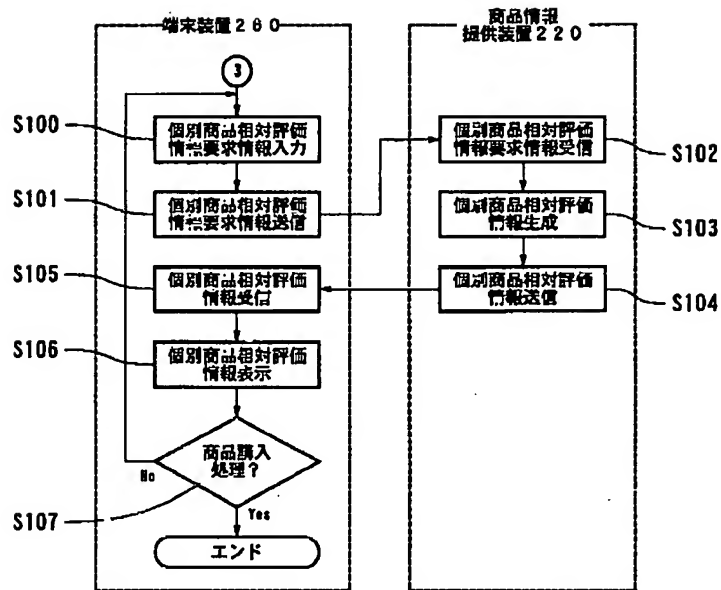 端末装置260
商品情報
提供装置220
3
S100
個別商品相対評価
情報要求情報入力
個別商品相対評価
情報要求情報受信
S102
S101
個別商品相対評価
情報要求情報送信
個別商品相対評価
情報生成
S103
S105
個別商品相対評価
情報受信
個別商品相対評価
情報送信
S104
S106
個別商品相対評価
情報表示
商品購入
処理?
No
Yes
S107
エンド